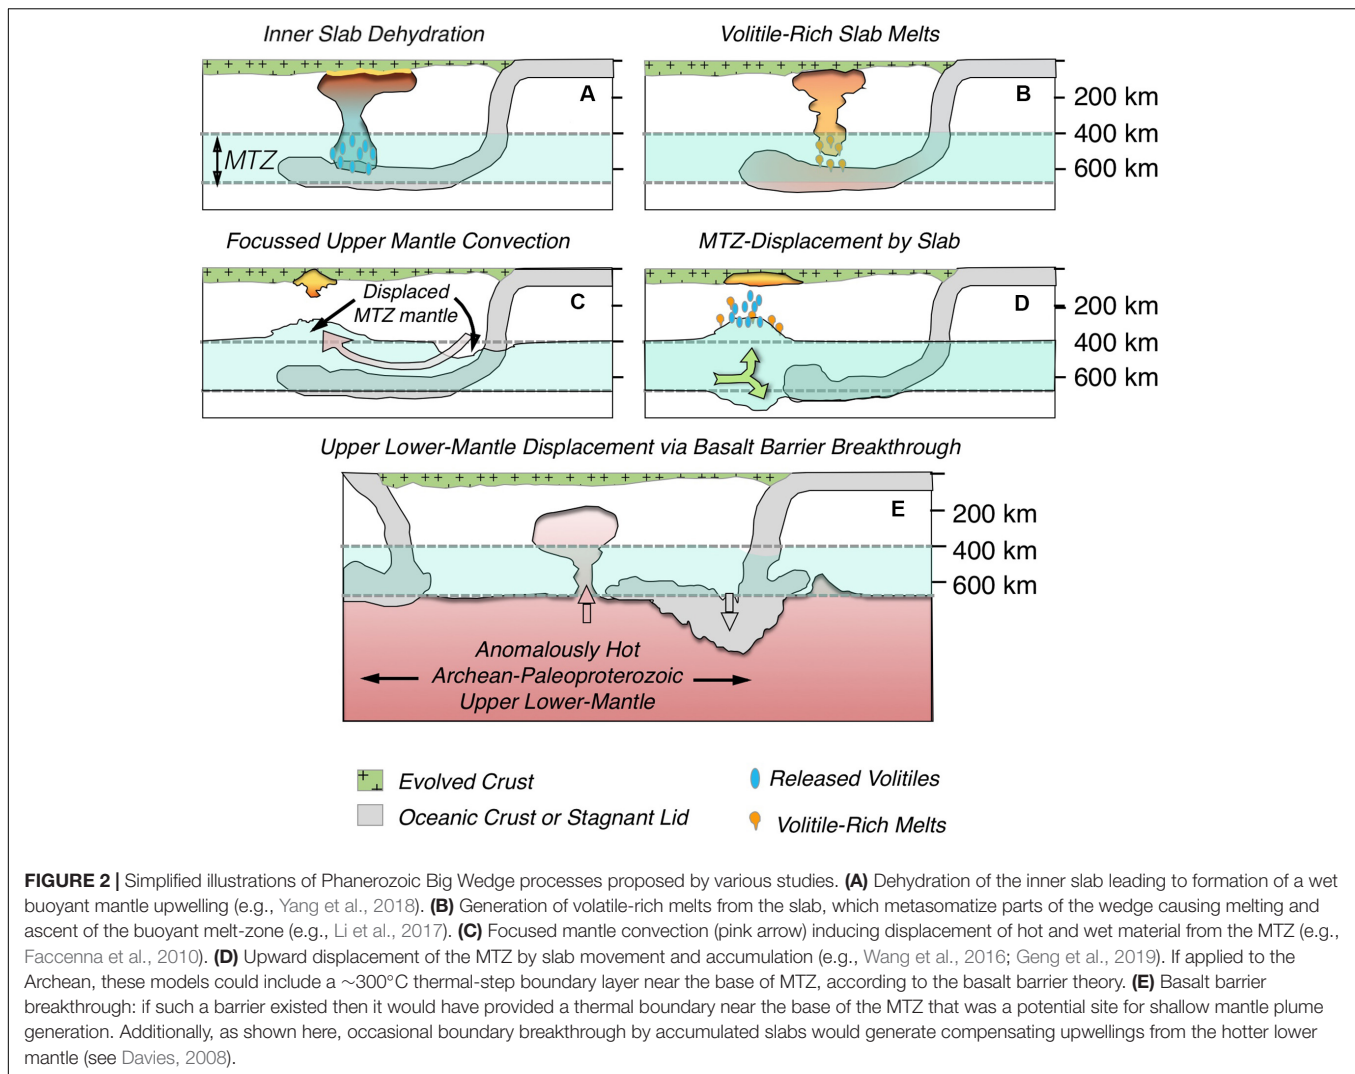 Inner Slab Dehydration
Volitile-Rich Slab Melts
A
B
200 km
400 km
600 km
MTZ
Focussed Upper Mantle Convection
MTZ-Displacement by Slab
Displaced
MTZ mantle
C
D
200 km
400 km
600 km
Upper Lower-Mantle Displacement via Basalt Barrier Breakthrough
E
200 km
400 km
600 km
Anomalously Hot
Archean-Paleoproterozoic
Upper Lower-Mantle
Evolved Crust
Released Volitiles
Oceanic Crust or Stagnant Lid
Volitile-Rich Melts
FIGURE 2 | Simplified illustrations of Phanerozoic Big Wedge processes proposed by various studies. (A) Dehydration of the inner slab leading to formation of a wet
buoyant mantle upwelling (e.g., Yang et al., 2018). (B) Generation of volatile-rich melts from the slab, which metasomatize parts of the wedge causing melting and
ascent of the buoyant melt-zone (e.g., Li et al., 2017). (C) Focused mantle convection (pink arrow) inducing displacement of hot and wet material from the MTZ (e.g.,
Faccenna et al., 2010). (D) Upward displacement of the MTZ by slab movement and accumulation (e.g., Wang et al., 2016; Geng et al., 2019). If applied to the
Archean, these models could include a ∼300°C thermal-step boundary layer near the base of MTZ, according to the basalt barrier theory. (E) Basalt barrier
breakthrough: if such a barrier existed then it would have provided a thermal boundary near the base of the MTZ that was a potential site for shallow mantle plume
generation. Additionally, as shown here, occasional boundary breakthrough by accumulated slabs would generate compensating upwellings from the hotter lower
mantle (see Davies, 2008).